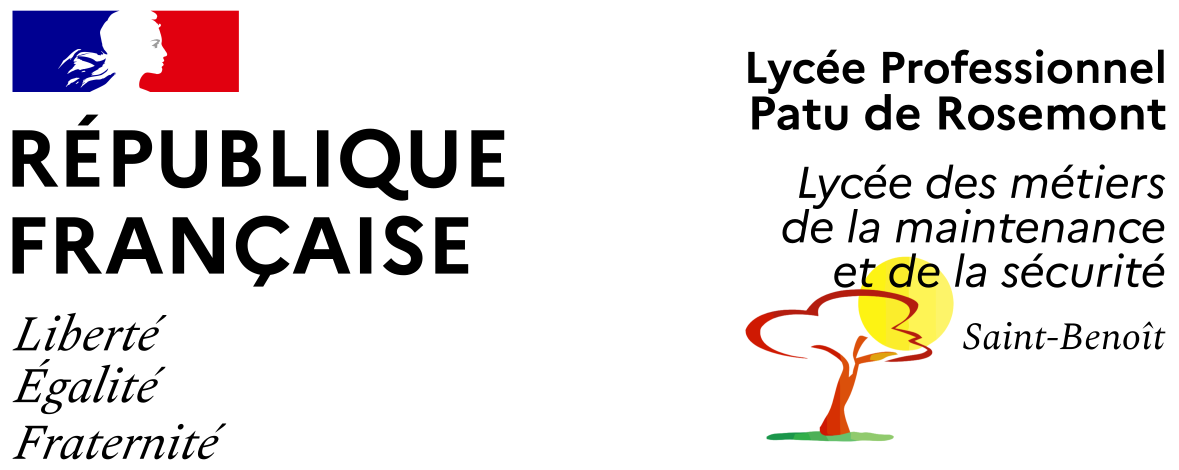 RÉPUBLIQUE
FRANÇAISE
Liberté
Égalité
Fraternité
Lycée Professionnel
Patu de Rosemont
Lycée des métiers
de la maintenance
et de la sécurité
Saint-Benoît